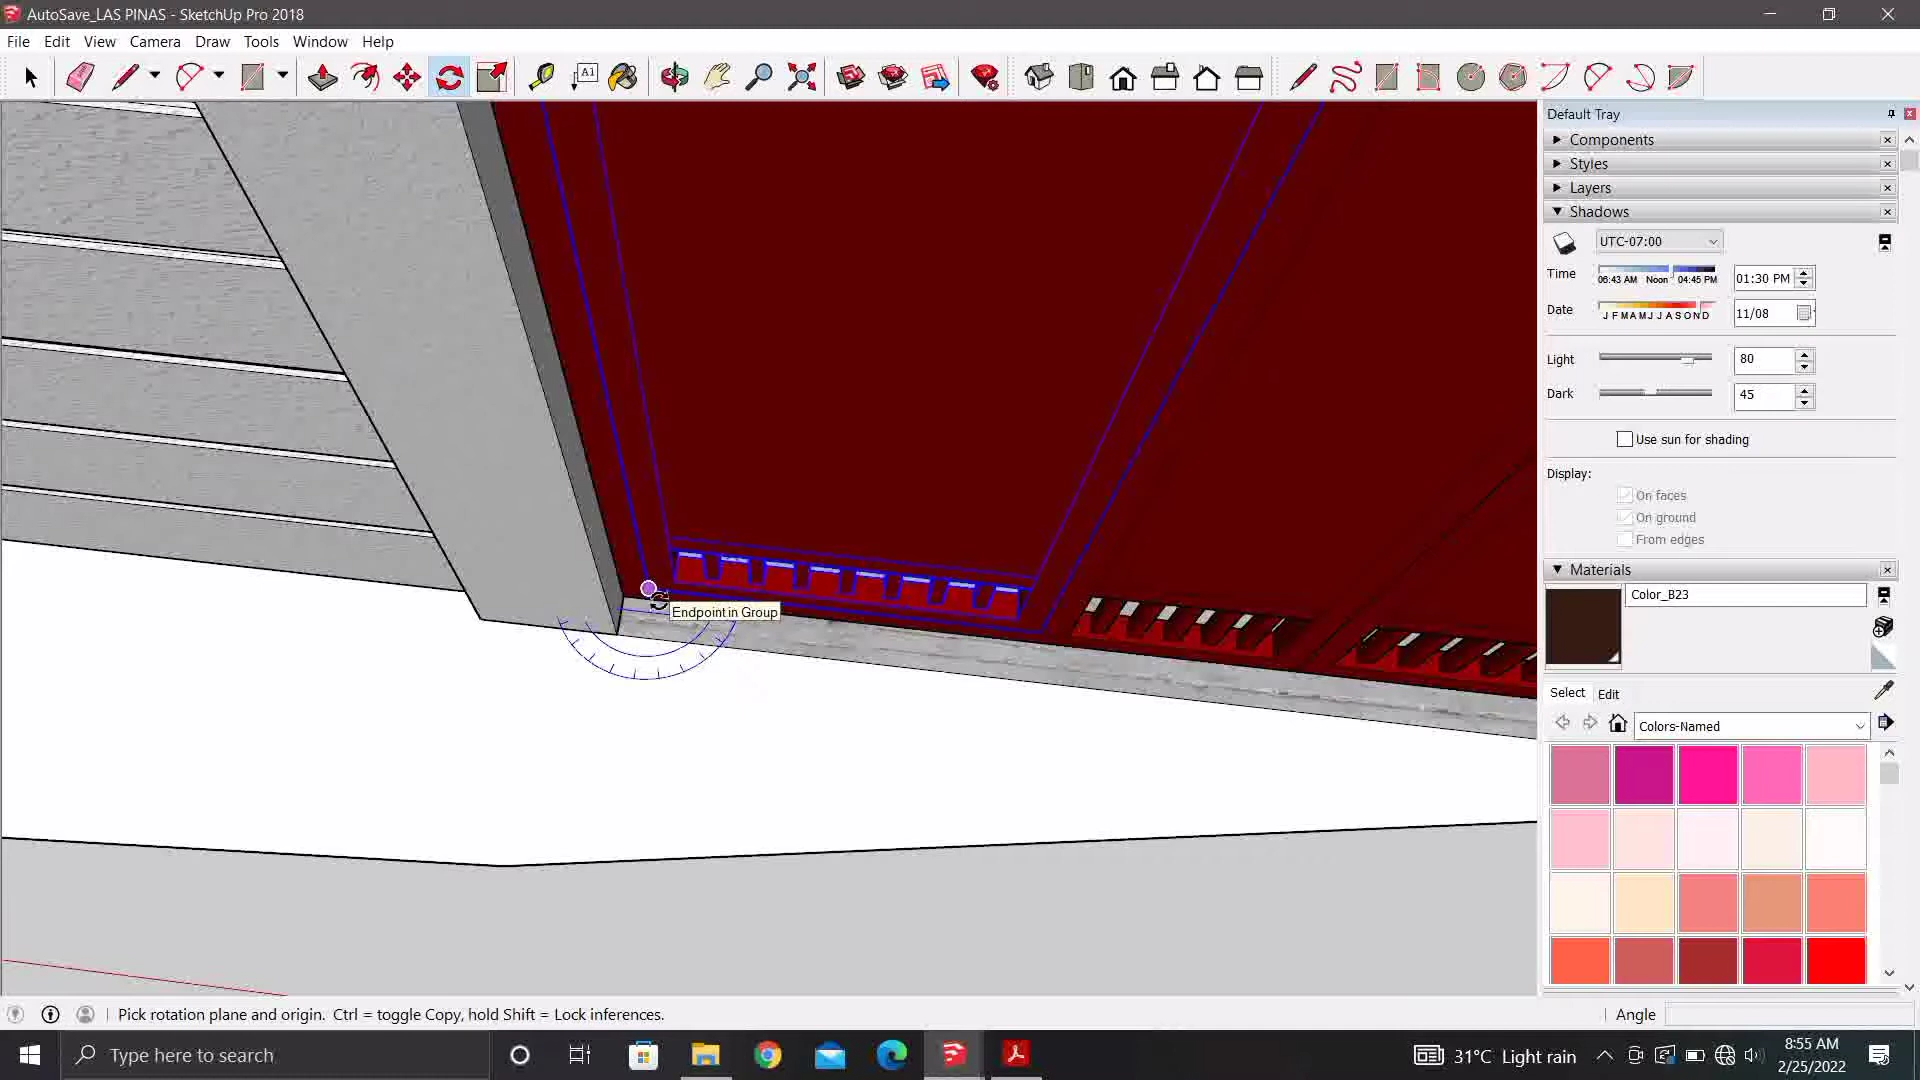 AutoSave_LAS PINAS - SketchUp Pro 2018
File Edit View Camera Draw Tools Window Help
A1
Default Tray
Components
Styles
Layers
Shadows
UTC-07:00
Time
06:43 AM Noon 04:45 PM
01:30 PM
Date
J F M A M J J A S O N D
11/08
Light
80
Dark
45
Use sun for shading
Display:
On faces
On ground
From edges
Materials
Color_B23
Select Edit
Colors-Named
Endpoint in Group
Pick rotation plane and origin. Ctrl = toggle Copy, hold Shift = Lock inferences.
Angle
Type here to search
31°C Light rain
8:55 AM
2/25/2022